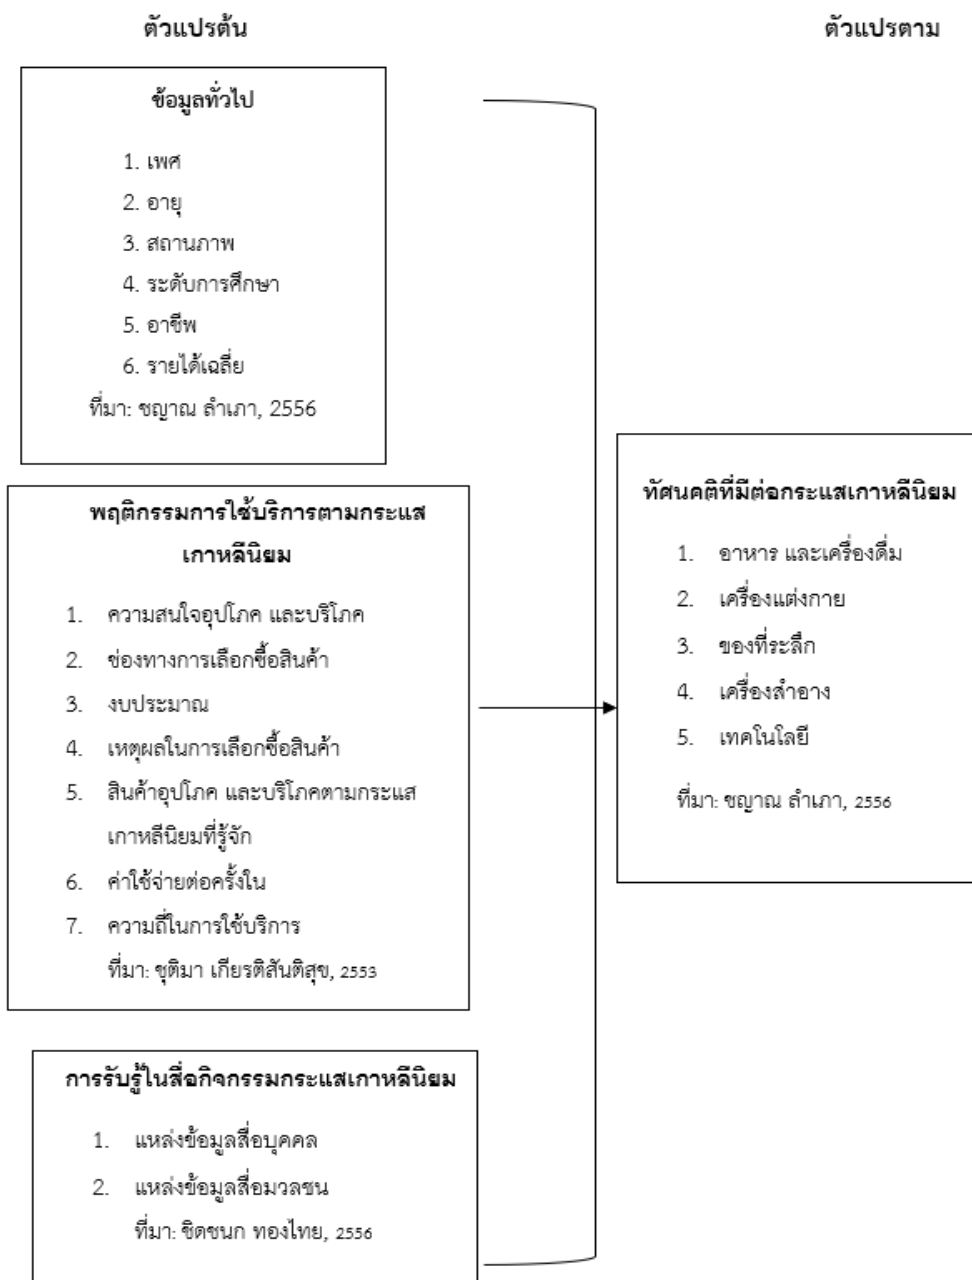 ตัวแปรต้น
ตัวแปรตาม
ข้อมูลทั่วไป
1. เพศ
2. อายุ
3. สถานภาพ
4. ระดับการศึกษา
5. อาชีพ
6. รายได้เฉลี่ย
ที่มา: ชญาณ ลำเภา, 2556
พฤติกรรมการใช้บริการตามกระแส
เกาหลีนิยม
1. ความสนใจอุปโภค และบริโภค
2. ช่องทางการเลือกซื้อสินค้า
3. งบประมาณ
4. เหตุผลในการเลือกซื้อสินค้า
5. สินค้าอุปโภค และบริโภคตามกระแส
เกาหลีนิยมที่รู้จัก
6. ค่าใช้จ่ายต่อครั้งใน
7. ความถี่ในการใช้บริการ
ที่มา: ชุติมา เกียรติสันติสุข, 2553
การรับรู้ในสื่อกิจกรรมกระแสเกาหลีนิยม
1. แหล่งข้อมูลสื่อบุคคล
2. แหล่งข้อมูลสื่อมวลชน
ที่มา: ชิดชนก ทองไทย, 2556
ทัศนคติที่มีต่อกระแสเกาหลีนิยม
1. อาหาร และเครื่องดื่ม
2. เครื่องแต่งกาย
3. ของที่ระลึก
4. เครื่องสำอาง
5. เทคโนโลยี
ที่มา: ชญาณ ลำเภา, 2556